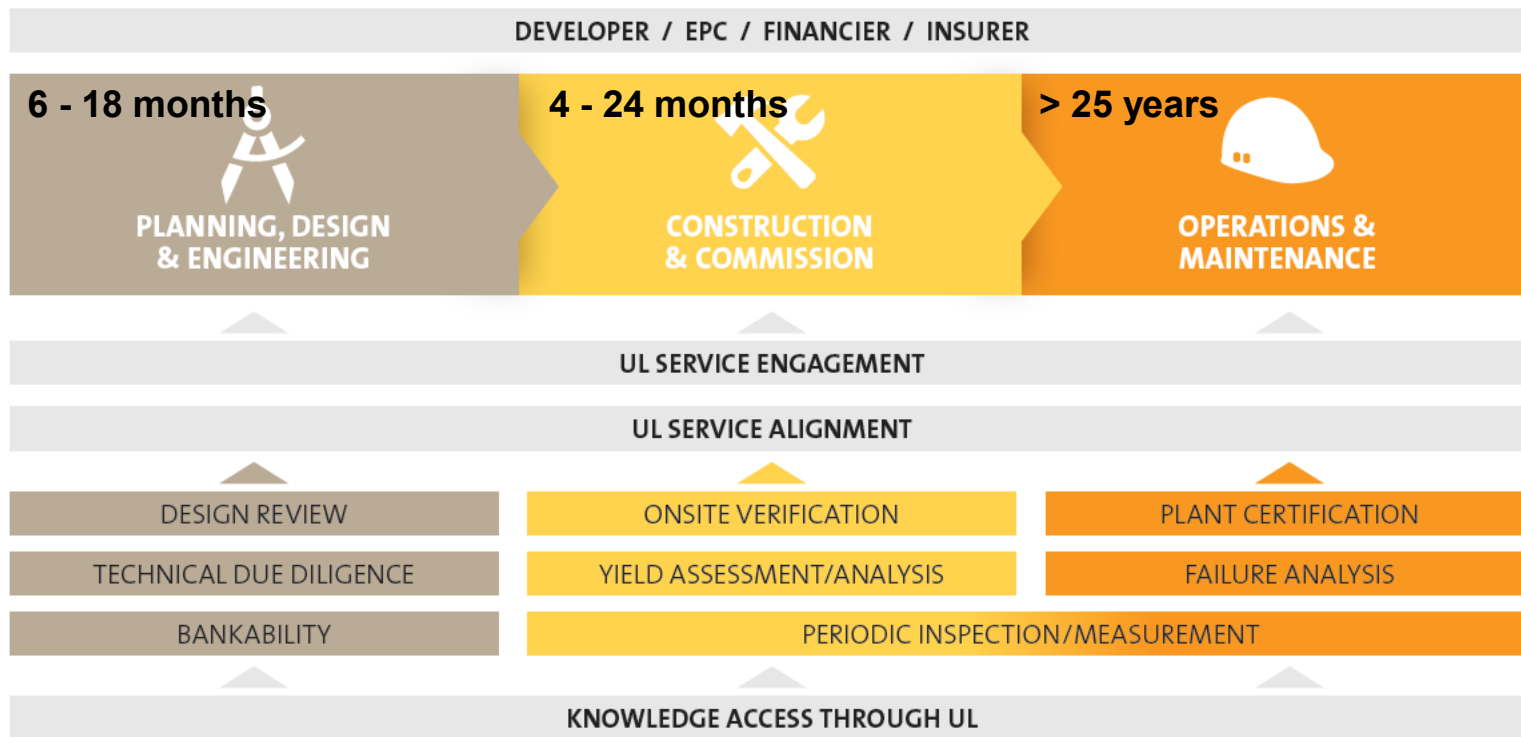 DEVELOPER / EPC / FINANCIER / INSURER
6 - 18 months
PLANNING, DESIGN
& ENGINEERING
4 - 24 months
CONSTRUCTION
& COMMISSION
> 25 years
OPERATIONS &
MAINTENANCE
UL SERVICE ENGAGEMENT
UL SERVICE ALIGNMENT
DESIGN REVIEW
ONSITE VERIFICATION
PLANT CERTIFICATION
TECHNICAL DUE DILIGENCE
YIELD ASSESSMENT/ANALYSIS
FAILURE ANALYSIS
BANKABILITY
PERIODIC INSPECTION/MEASUREMENT
KNOWLEDGE ACCESS THROUGH UL